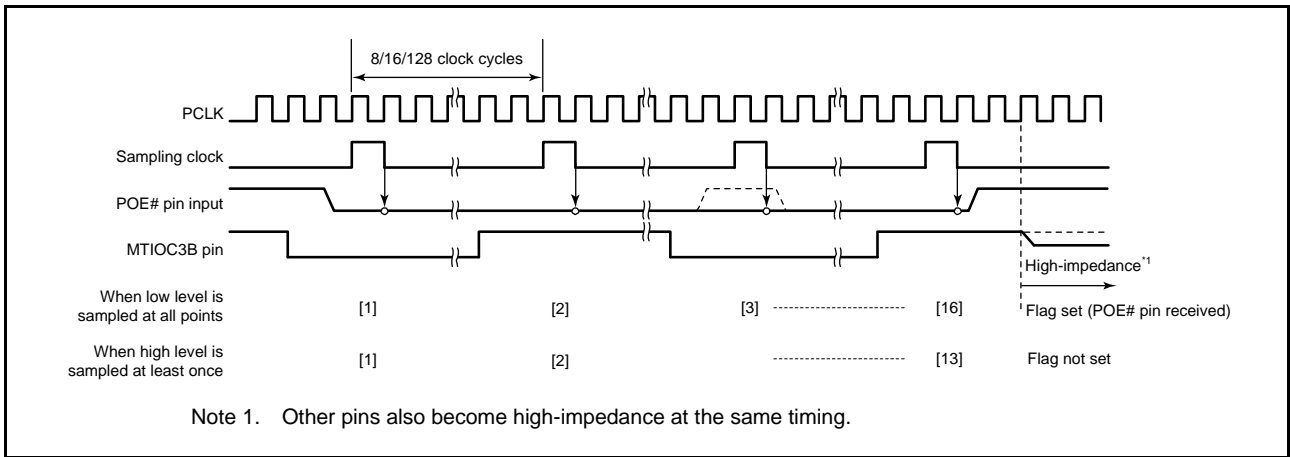 8/16/128 clock cycles
PCLK
Sampling clock
POE# pin input
MTIOC3B pin
High-impedance*1
When low level is
sampled at all points
[1] [2] [3] [16] Flag set (POE# pin received)
When high level is
sampled at least once
[1] [2] [13] Flag not set
Note 1. Other pins also become high-impedance at the same timing.